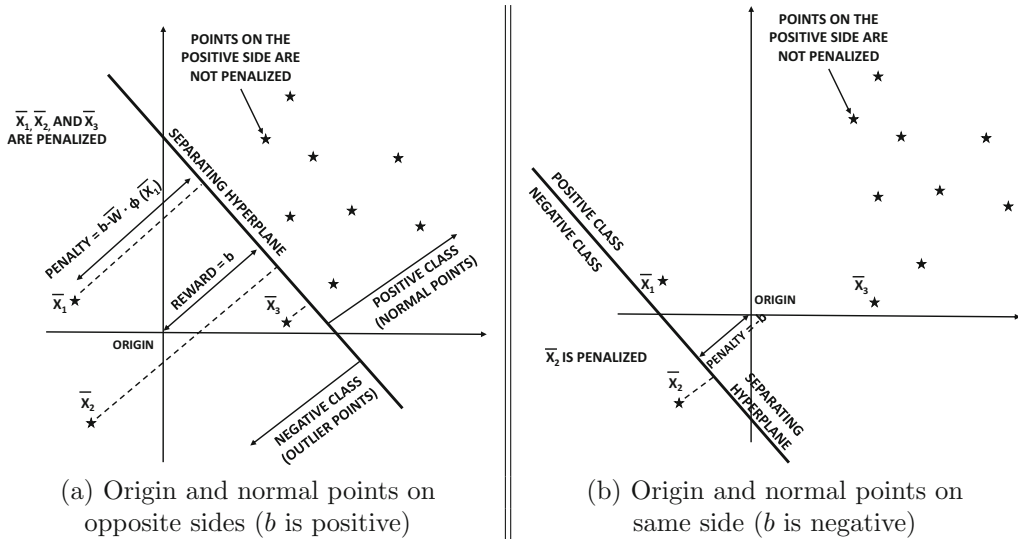 POINTS ON THE
POSITIVE SIDE ARE
NOT PENALIZED
X̄₁, X̄₂, AND X̄₃
ARE PENALIZED
SEPARATING HYPERPLANE
PENALTY = b-W̄ · ϕ (X̄₁)
REWARD = b
X̄₁
X̄₃
POSITIVE CLASS
(NORMAL POINTS)
ORIGIN
X̄₂
NEGATIVE CLASS
(OUTLIER POINTS)
(a) Origin and normal points on
opposite sides (b is positive)
POINTS ON THE
POSITIVE SIDE ARE
NOT PENALIZED
POSITIVE CLASS
NEGATIVE CLASS
X̄₁
X̄₃
ORIGIN
PENALTY = -b
X̄₂ IS PENALIZED
X̄₂
SEPARATING
HYPERPLANE
(b) Origin and normal points on
same side (b is negative)